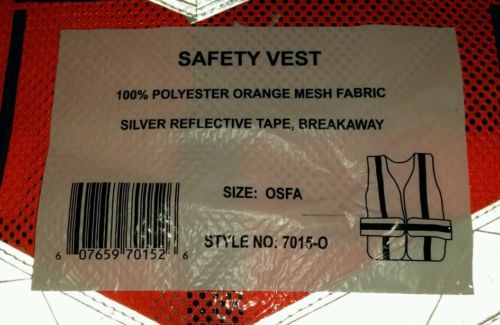 SAFETY VEST
100% POLYESTER ORANGE MESH FABRIC
SILVER REFLECTIVE TAPE, BREAKAWAY
SIZE: OSFA
STYLE NO: 7015-O
6 07659 70152 6